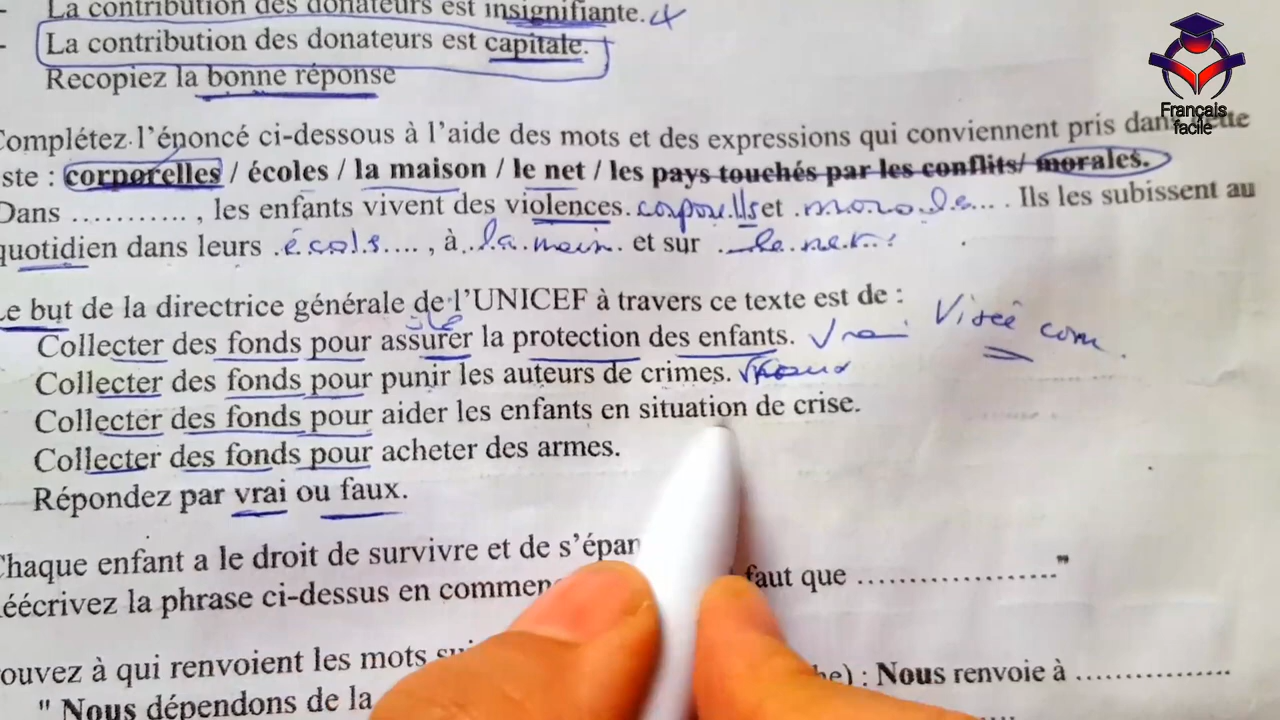 La contribution des donateurs est insignifiante.
- La contribution des donateurs est capitale.
Recopiez la bonne réponse
Français
facile
Complétez l'énoncé ci-dessous à l'aide des mots et des expressions qui conviennent pris dans cette
ste : corporelles / écoles / la maison / le net / les pays touchés par les conflits/ morales.
Dans ……….. , les enfants vivent des violences. et . Ils les subissent au
quotidien dans leurs , à la et sur le net
Le but de la directrice générale de l'UNICEF à travers ce texte est de : Visée com
Collecter des fonds pour assurer la protection des enfants. Vrai
Collecter des fonds pour punir les auteurs de crimes.
Collecter des fonds pour aider les enfants en situation de crise.
Collecter des fonds pour acheter des armes.
Répondez par vrai ou faux.
Chaque enfant a le droit de survivre et de s'épan faut que …………………"
éécrivez la phrase ci-dessus en commen
rouvez à qui renvoient les mots : Nous renvoie à ……………..
" Nous dépendons de la